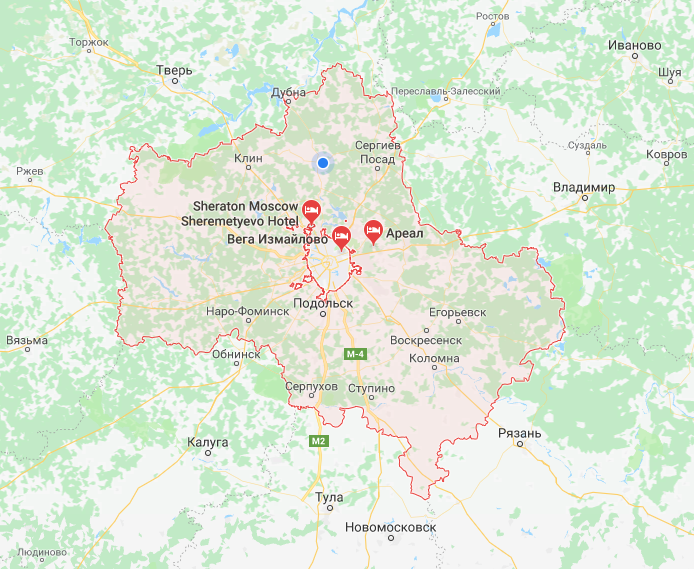 Ростов
Торжок
Иваново
Тверь
Шуя
Дубна
Переславль-Залесский
Сергиев
Посад
Суздаль
Клин
Ковров
Ржев
Владимир
Sheraton Moscow
Sheremetyevo Hotel
Вега Измайлово
Ареал
Подольск
Наро-Фоминск
Егорьевск
Воскресенск
Вязьма
Обнинск
M-4
Коломна
Серпухов
Ступино
Рязань
Калуга
M2
Тула
Новомосковск
Людиново